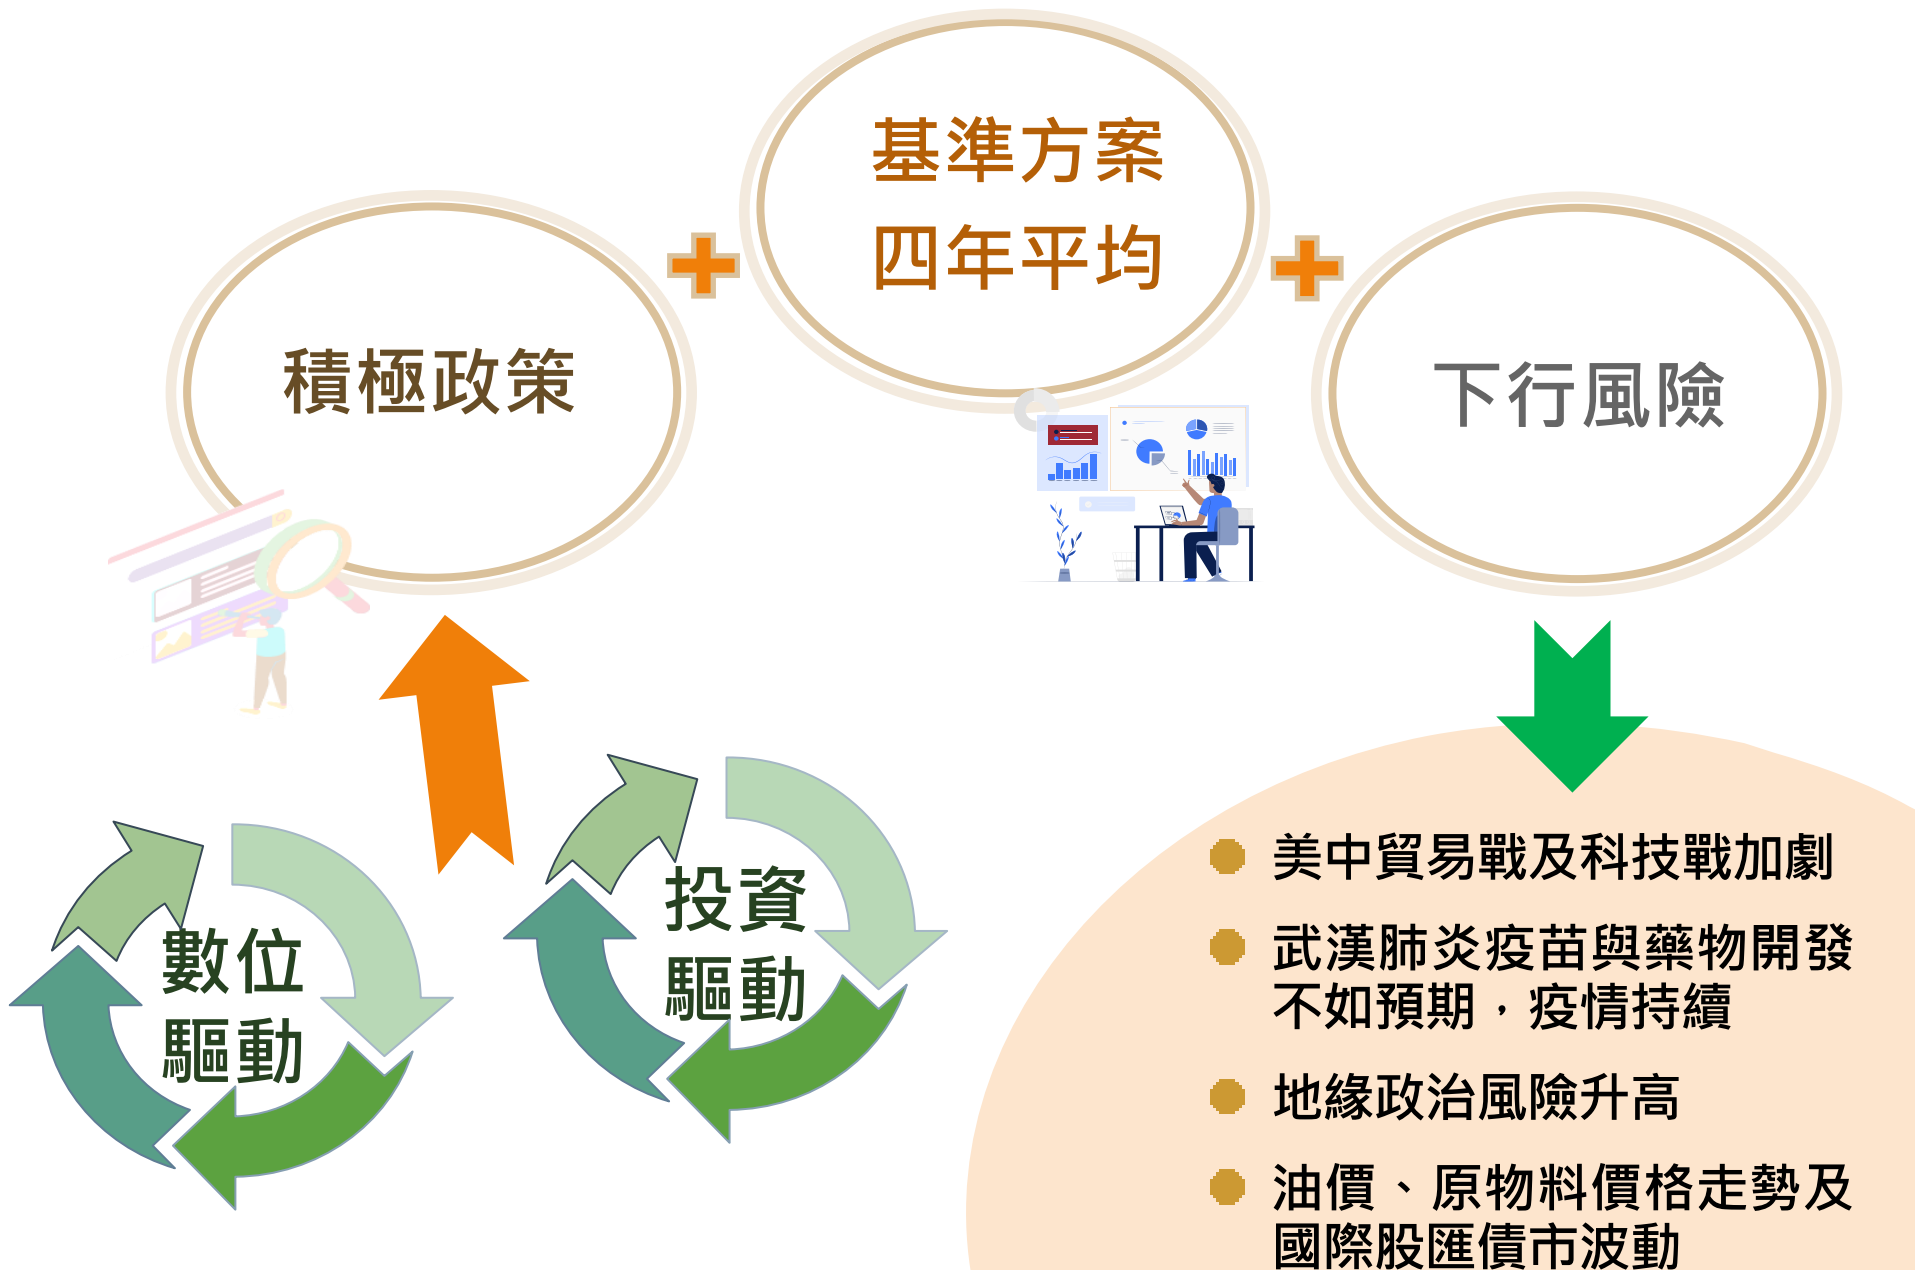 基準方案
四年平均
積極政策
下行風險
投資
驅動
數位
驅動
美中貿易戰及科技戰加劇
武漢肺炎疫苗與藥物開發
不如預期，疫情持續
地緣政治風險升高
油價、原物料價格走勢及
國際股匯債市波動